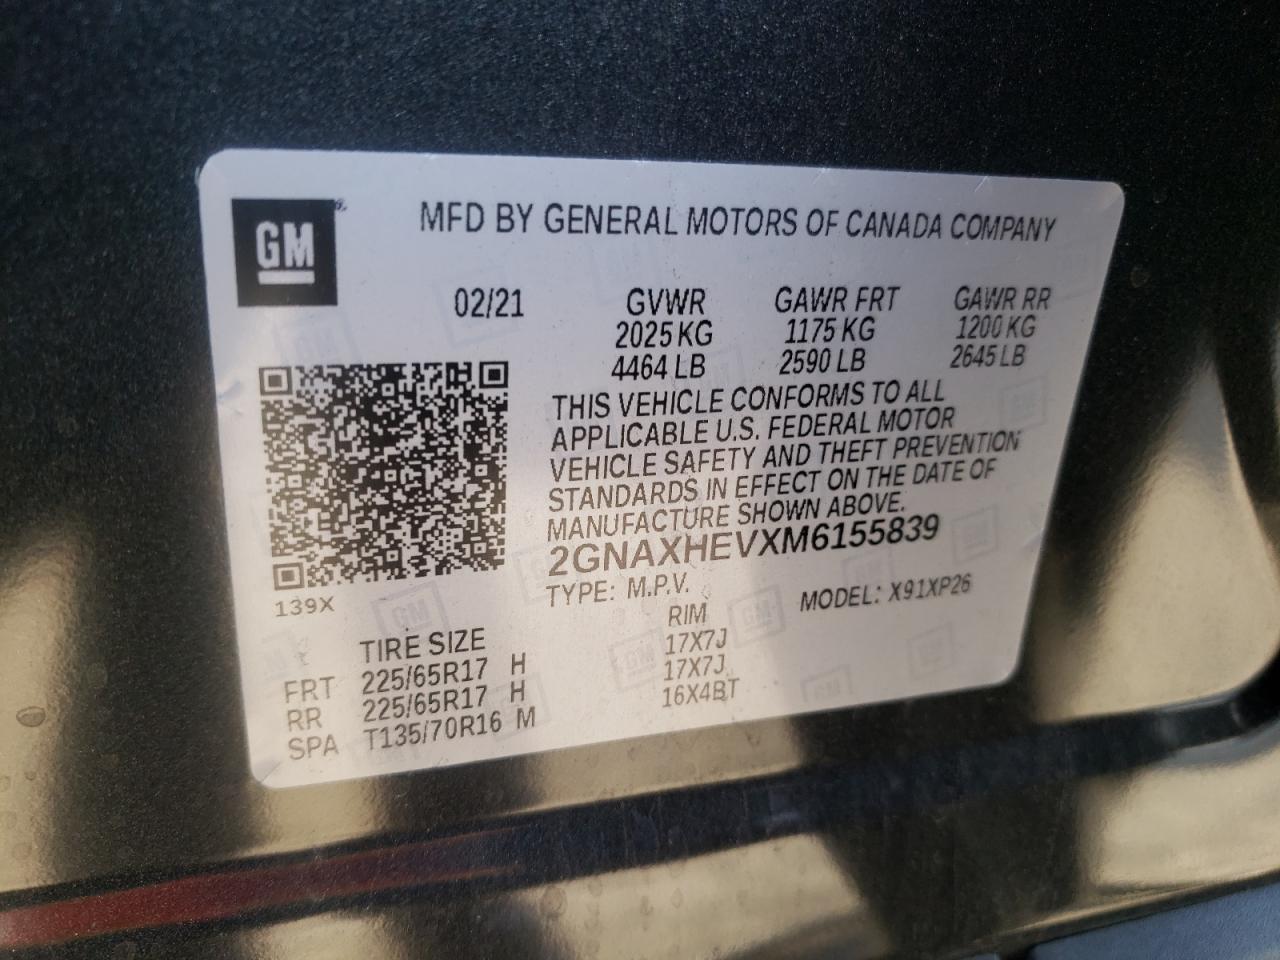 GM
MFD BY GENERAL MOTORS OF CANADA COMPANY
02/21 GVWR GAWR FRT GAWR RR
2025 KG 1175 KG 1200 KG
4464 LB 2590 LB 2645 LB
THIS VEHICLE CONFORMS TO ALL
APPLICABLE U.S. FEDERAL MOTOR
VEHICLE SAFETY AND THEFT PREVENTION
STANDARDS IN EFFECT ON THE DATE OF
MANUFACTURE SHOWN ABOVE.
2GNAXHEVXM6155839
139X
TYPE: M.P.V. MODEL: X91XP26
TIRE SIZE RIM
FRT 225/65R17 H 17X7J
RR 225/65R17 H 17X7J
SPA T135/70R16 M 16X4BT